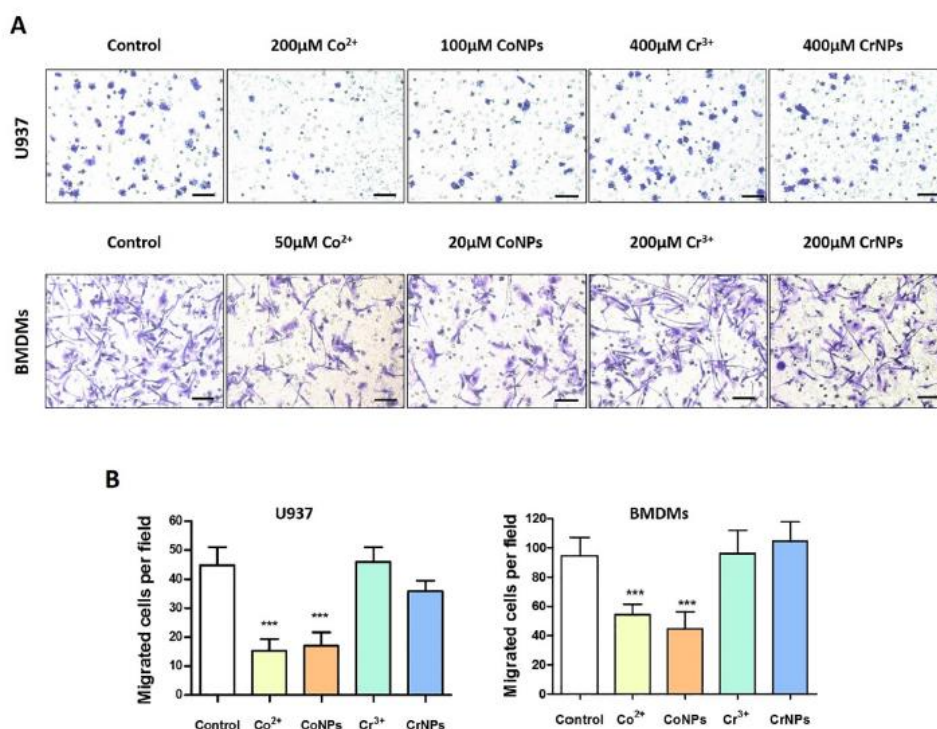 A
Control 200µM Co²⁺ 100µM CoNPs 400µM Cr³⁺ 400µM CrNPs
U937
Control 50µM Co²⁺ 20µM CoNPs 200µM Cr³⁺ 200µM CrNPs
BMDMs
B
U937
Migrated cells per field
60
50
40
30
20
10
0
*** ***
Control Co²⁺ CoNPs Cr³⁺ CrNPs
BMDMs
Migrated cells per field
120
100
80
60
40
20
0
*** ***
Control Co²⁺ CoNPs Cr³⁺ CrNPs